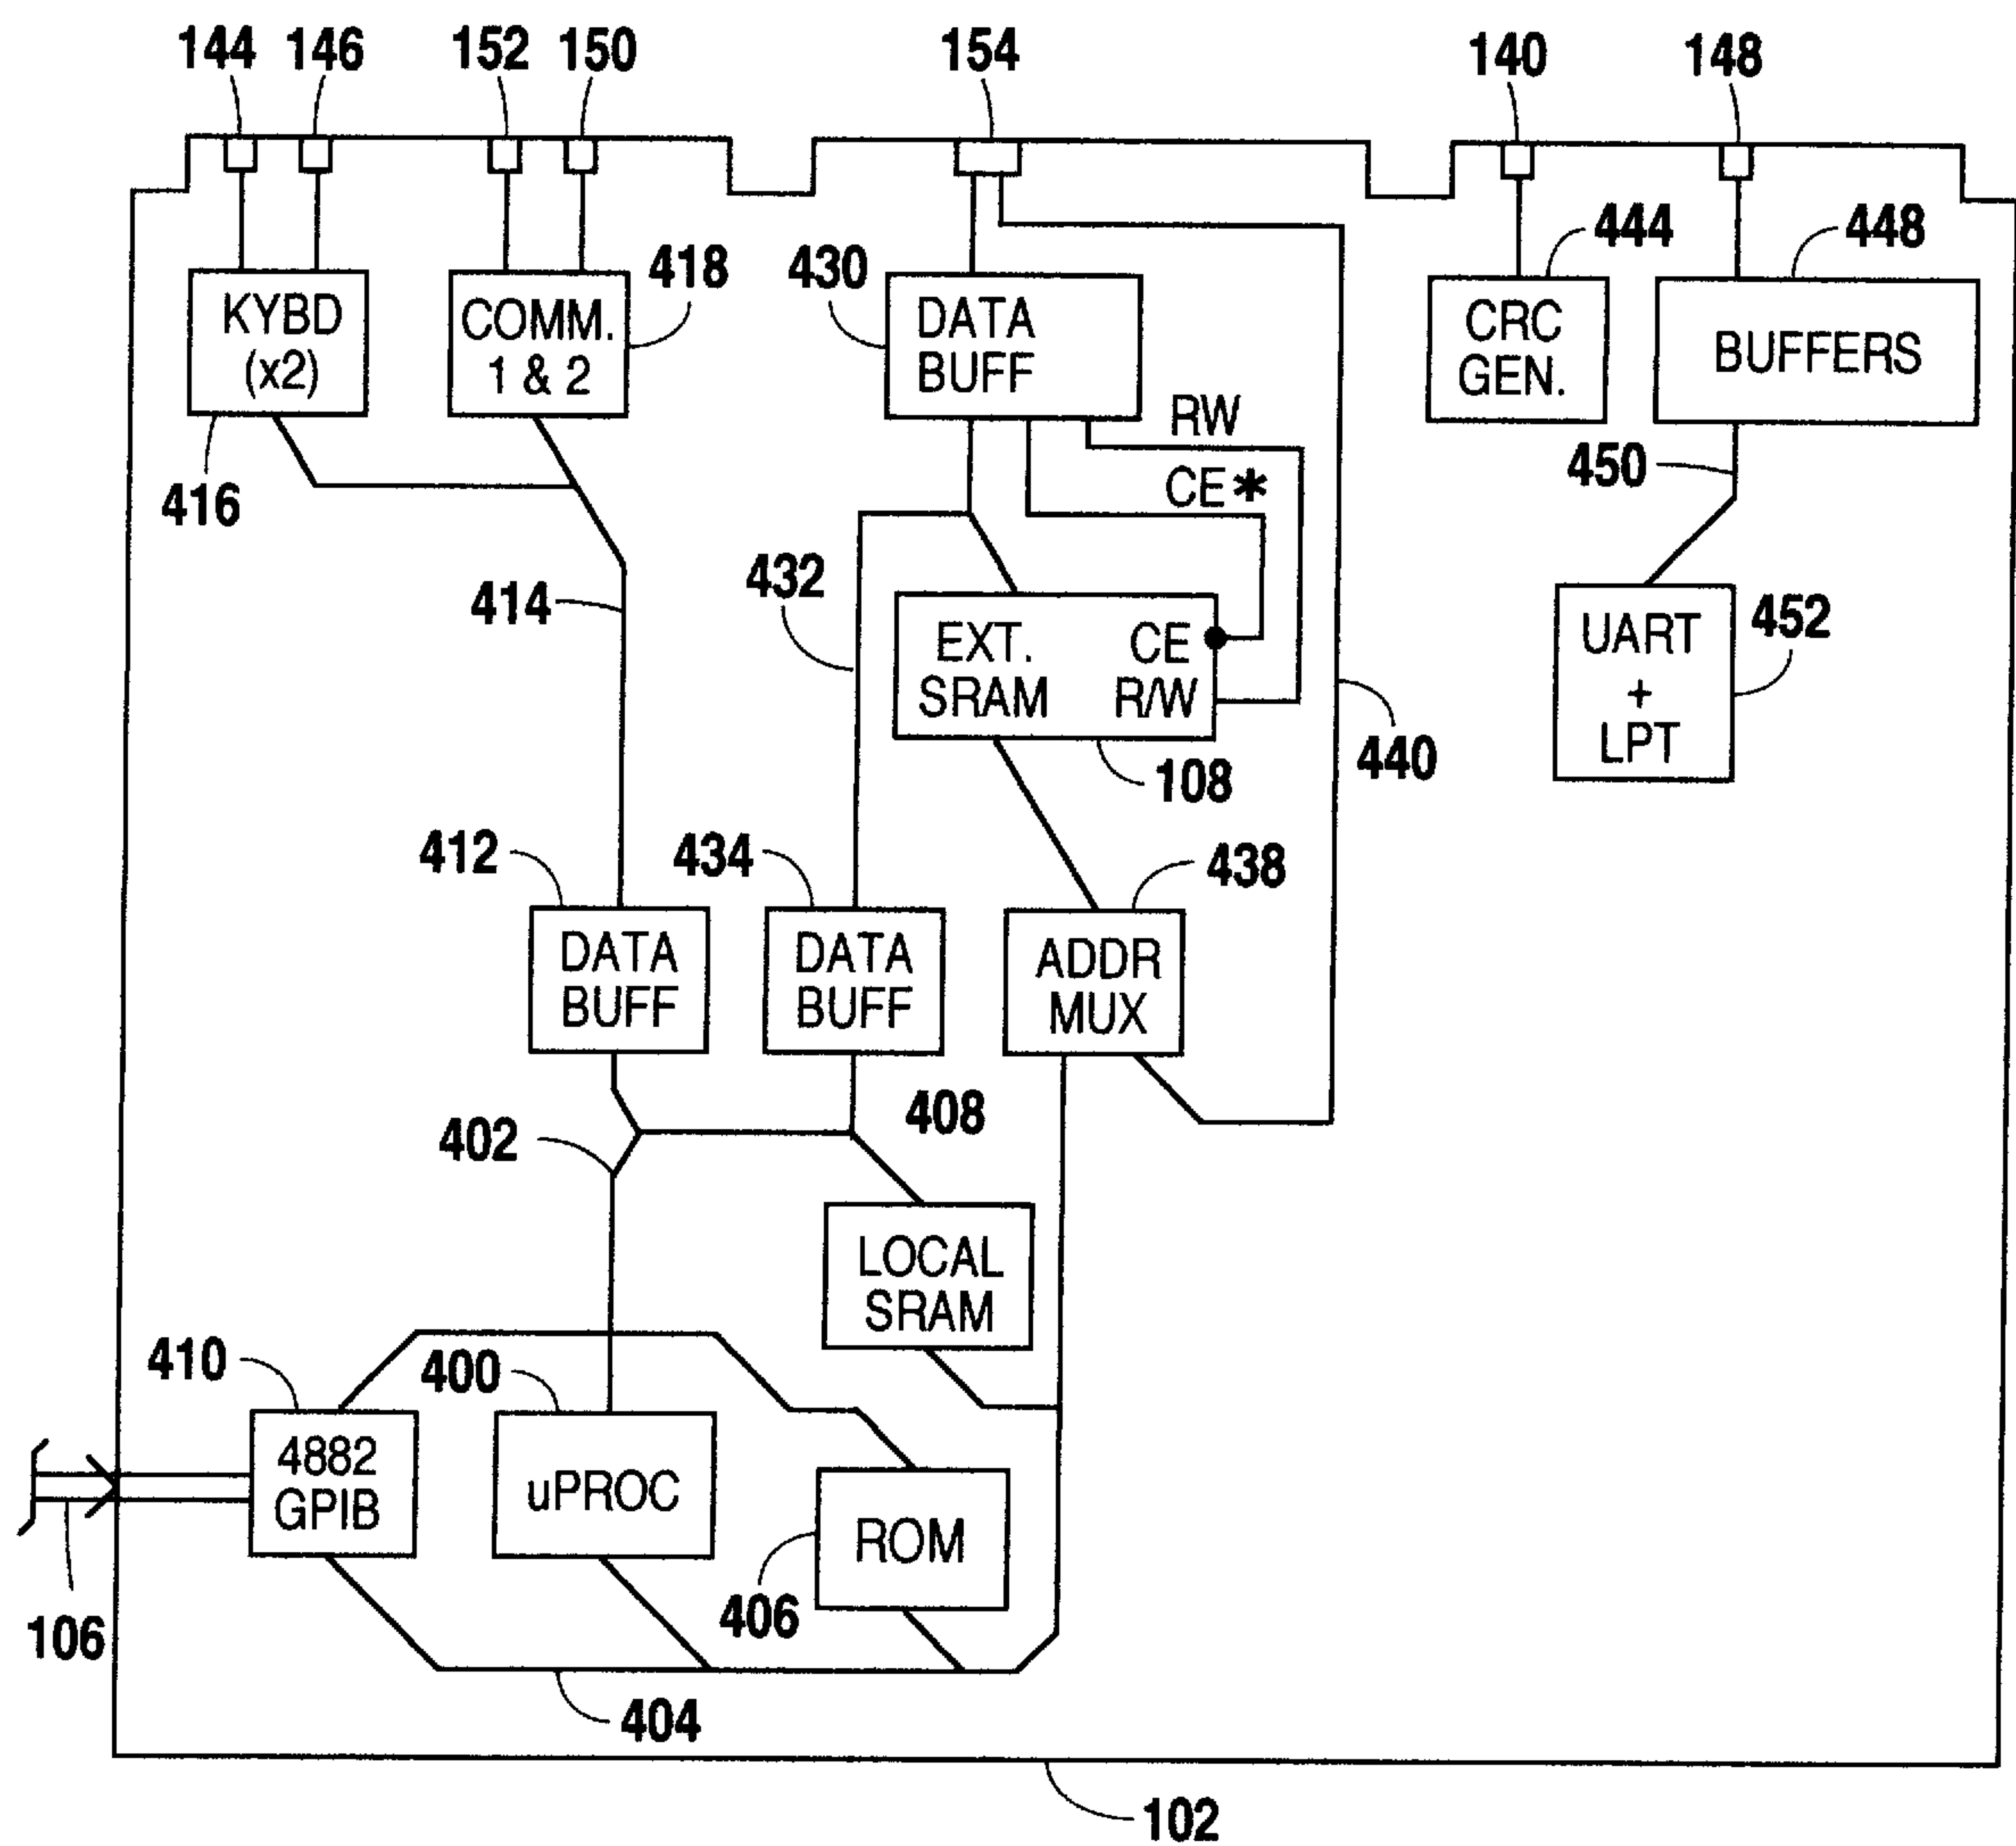 144 146 152 150 154 140 148
444 448
418 430
KYBD
(x2)
COMM.
1 & 2
DATA
BUFF
CRC
GEN.
BUFFERS
RW
416
450
CE*
432
414
EXT.
SRAM
CE
R/W
UART
+
LPT
452
440
108
412 434 438
DATA
BUFF
DATA
BUFF
ADDR
MUX
408
402
LOCAL
SRAM
410 400
4882
GPIB
uPROC
ROM
406
106
404
102